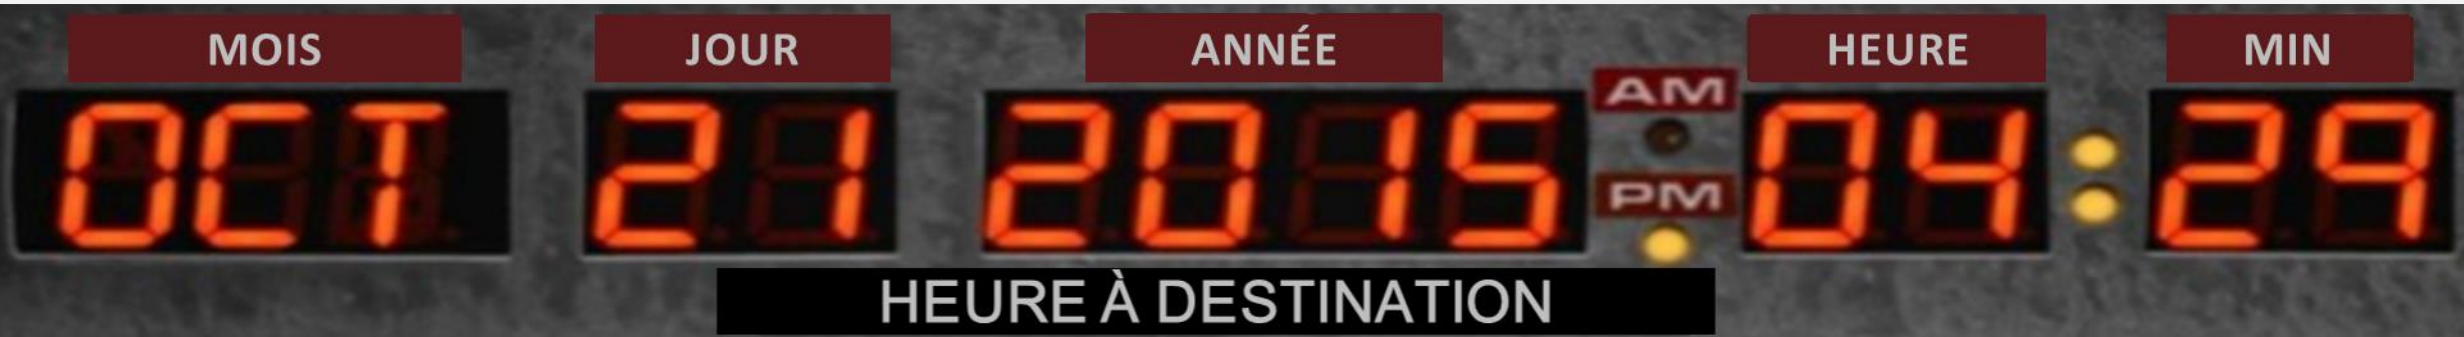 MOIS JOUR ANNÉE HEURE MIN
AM
OCT 21 2015 04:29
PM
HEURE À DESTINATION